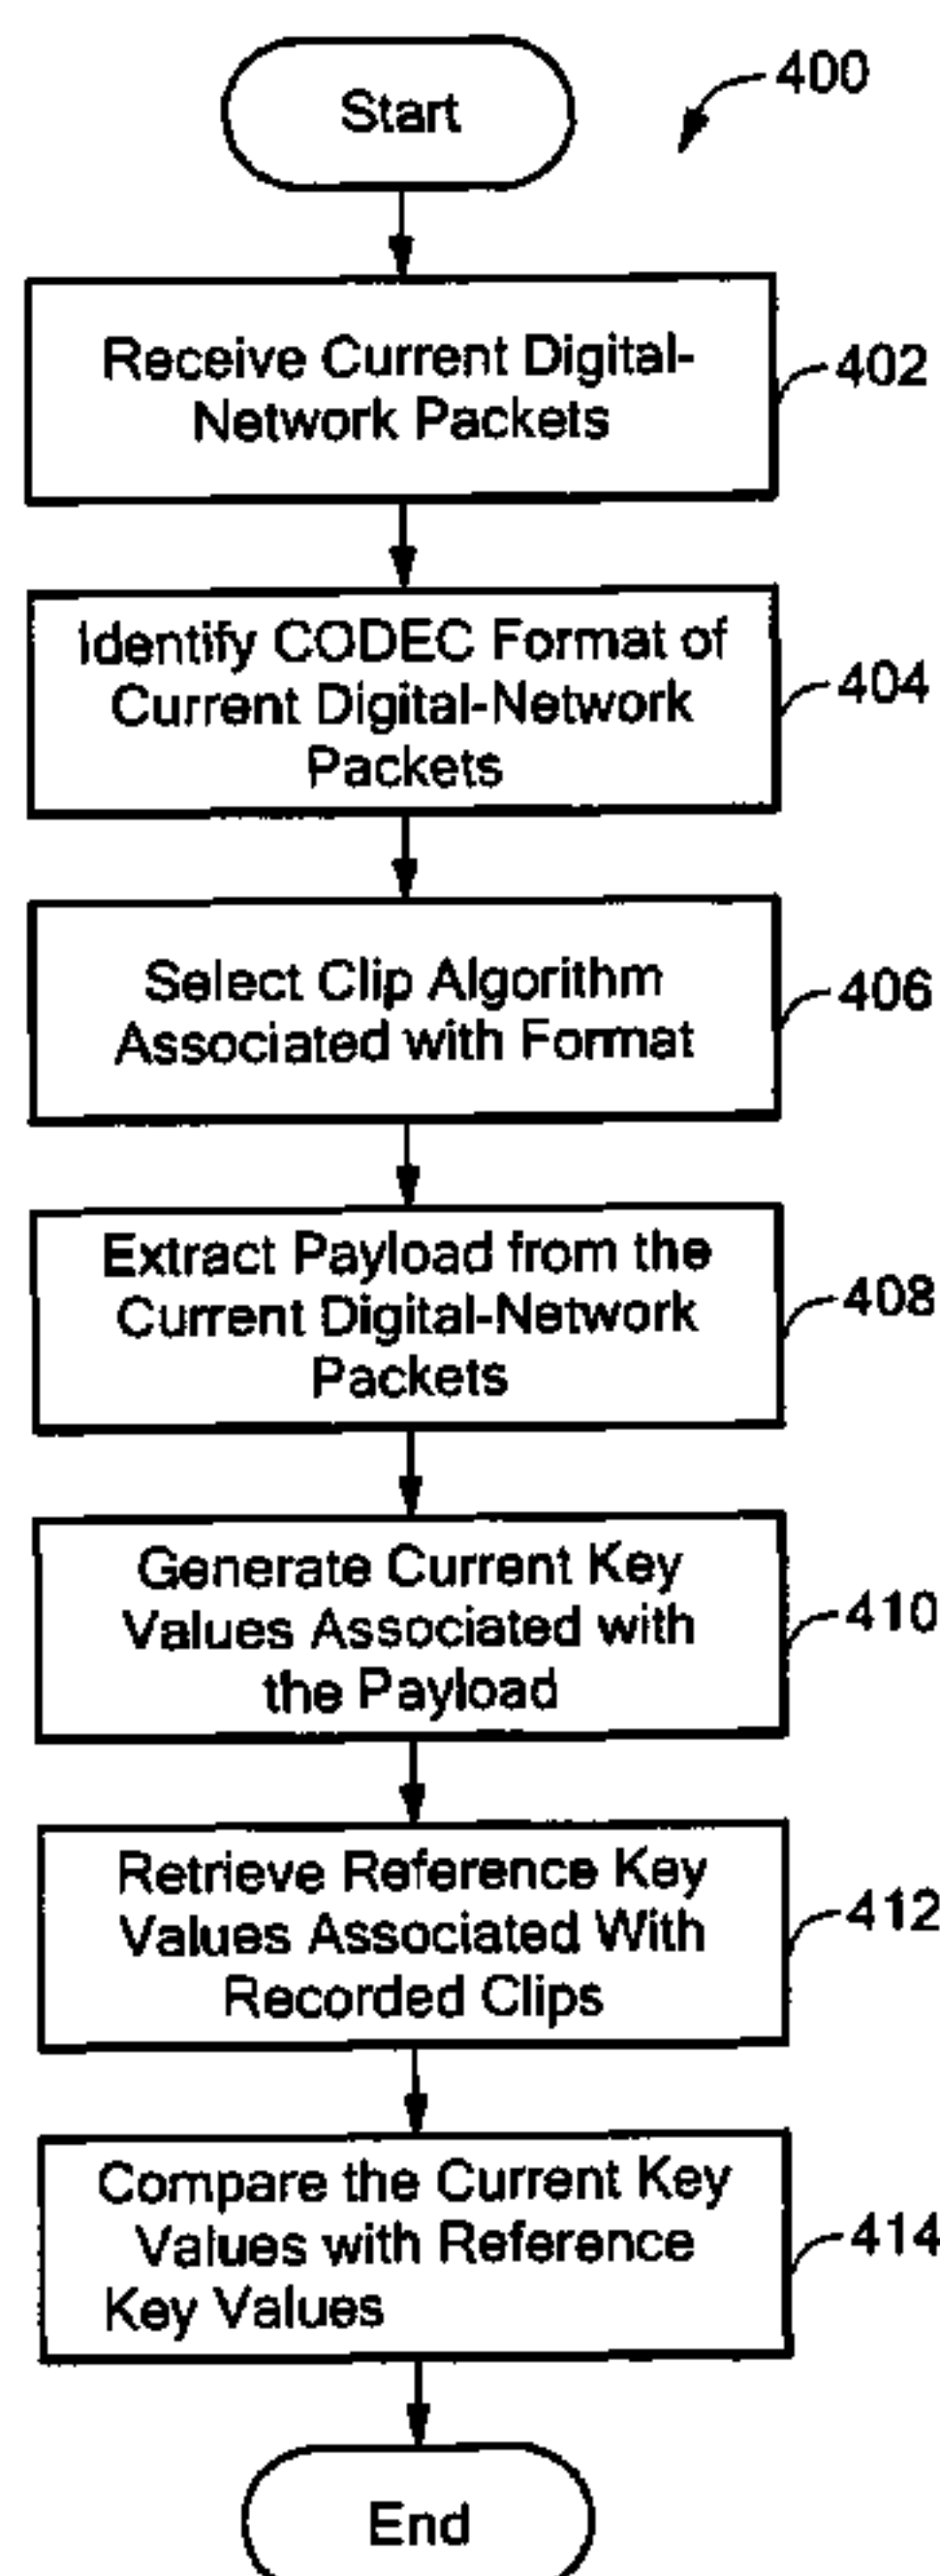 Start
400
Receive Current Digital-
Network Packets
402
Identify CODEC Format of
Current Digital-Network
Packets
404
Select Clip Algorithm
Associated with Format
406
Extract Payload from the
Current Digital-Network
Packets
408
Generate Current Key
Values Associated with
the Payload
410
Retrieve Reference Key
Values Associated With
Recorded Clips
412
Compare the Current Key
Values with Reference
Key Values
414
End